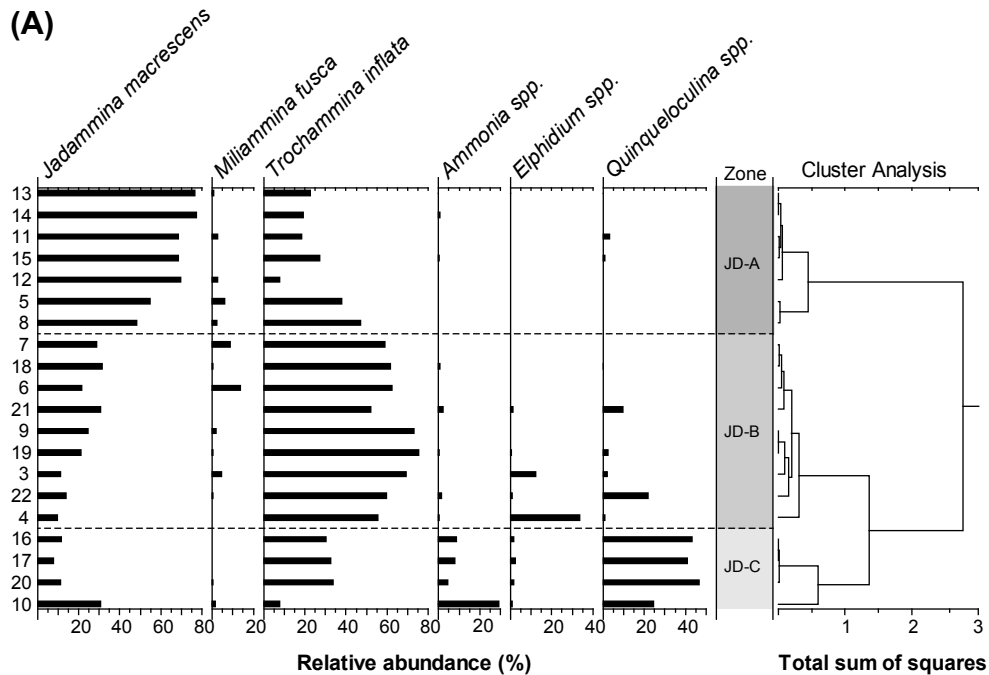 (A)
Jadammina macrescens
Miliammina fusca
Trochammina inflata
Ammonia spp.
Elphidium spp.
Quinqueloculina spp.
Zone
Cluster Analysis
13
14
11
15
12
5
8
7
18
6
21
9
19
3
22
4
16
17
20
10
JD-A
JD-B
JD-C
20 40 60 80 20 20 40 60 80 20 20 40 20 40 1 2 3
Relative abundance (%)
Total sum of squares